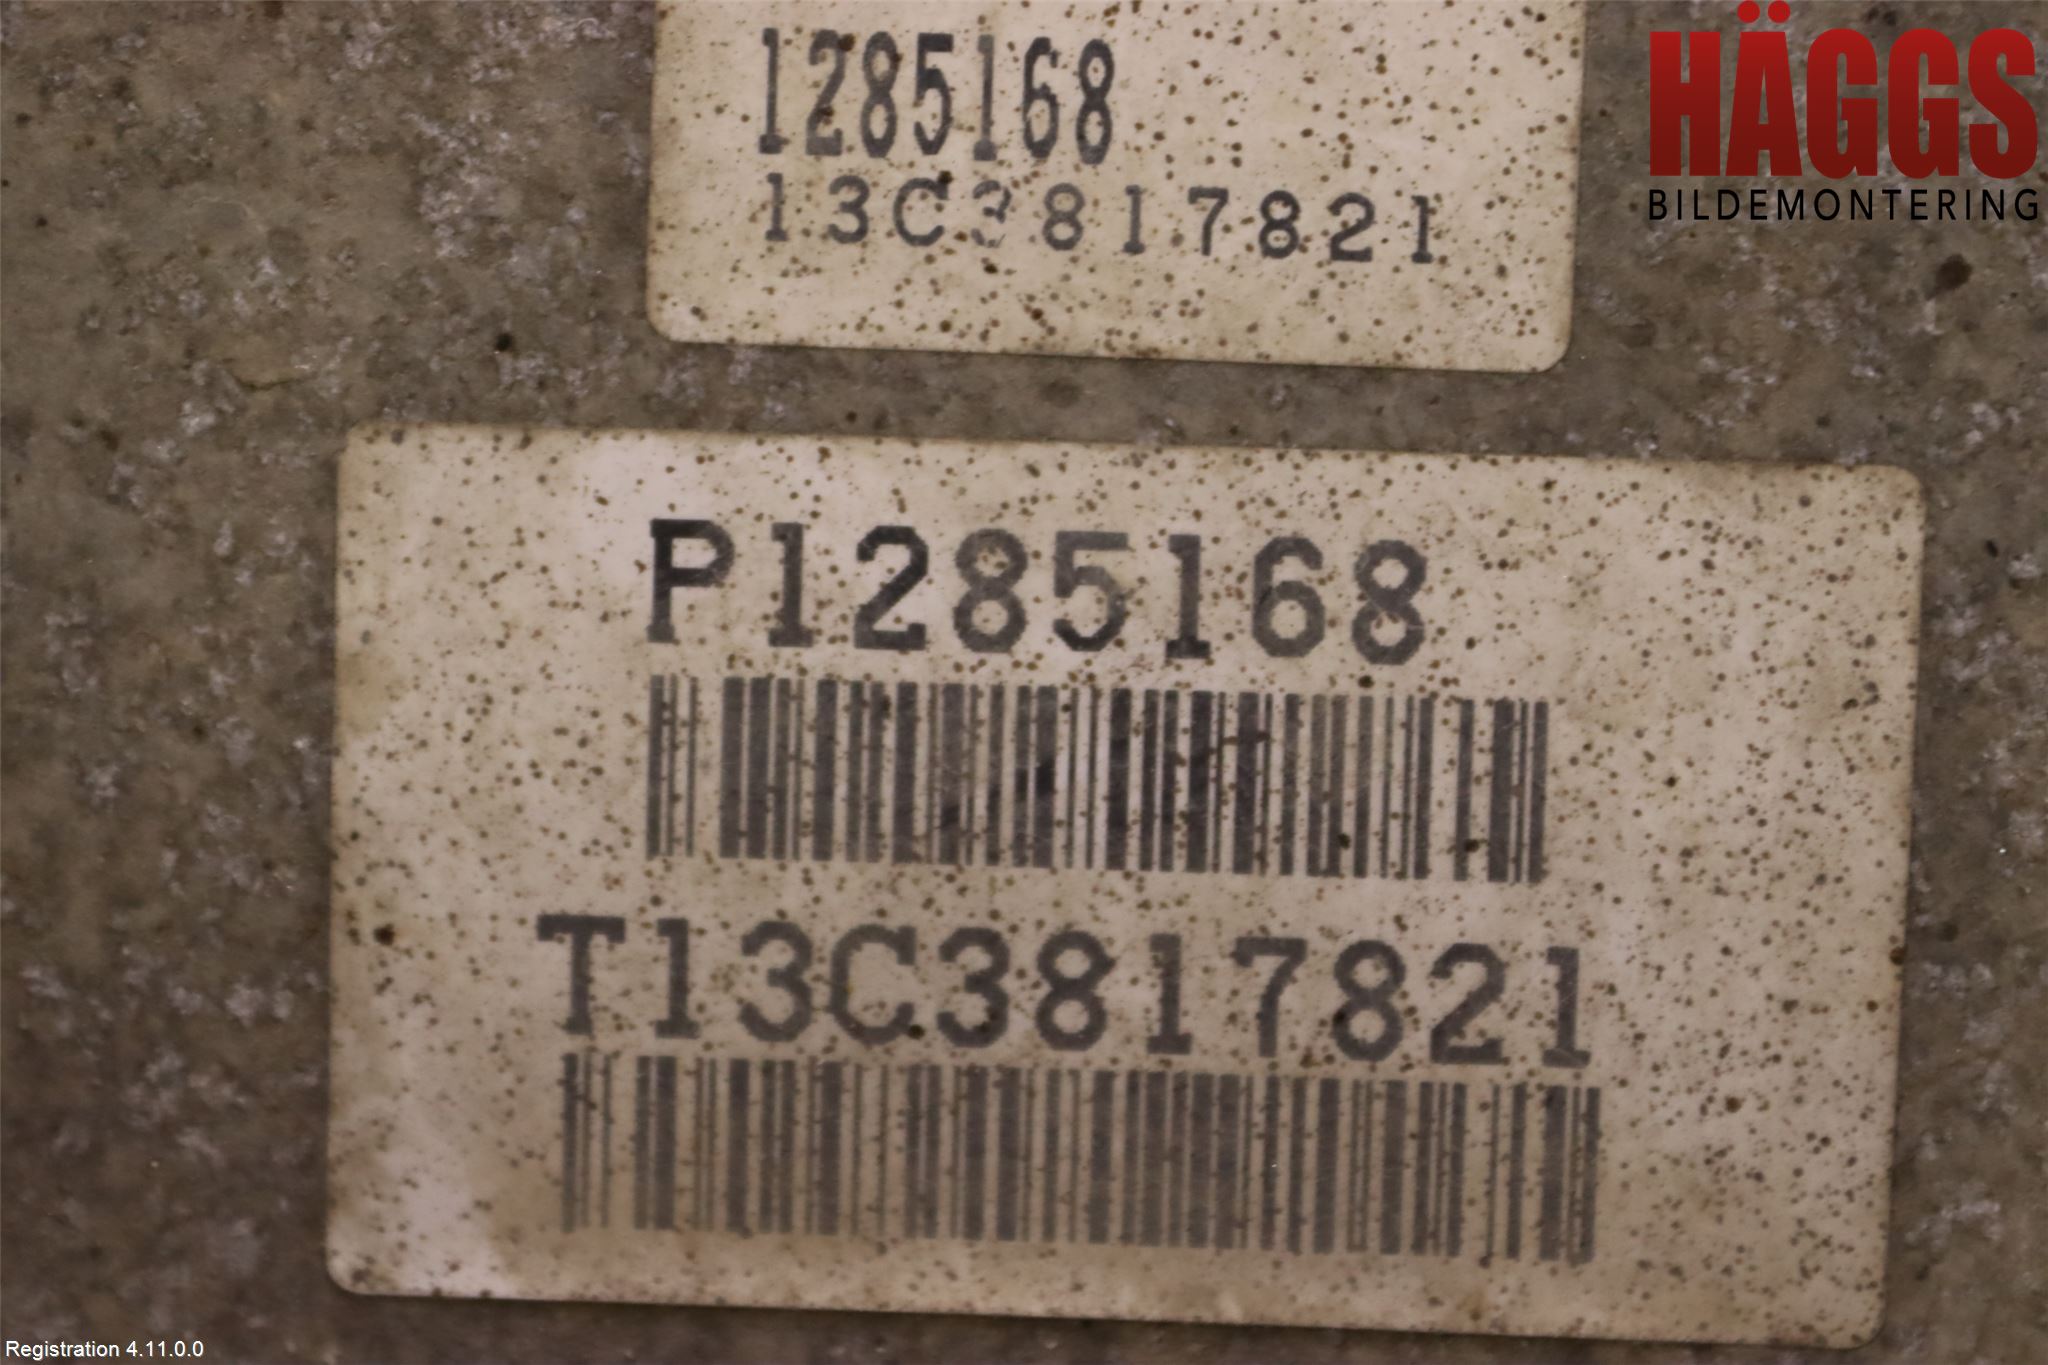 1285168
13C3817821
HÄGGS
BILDEMONTERING
P1285168
T13C3817821
Registration 4.11.0.0